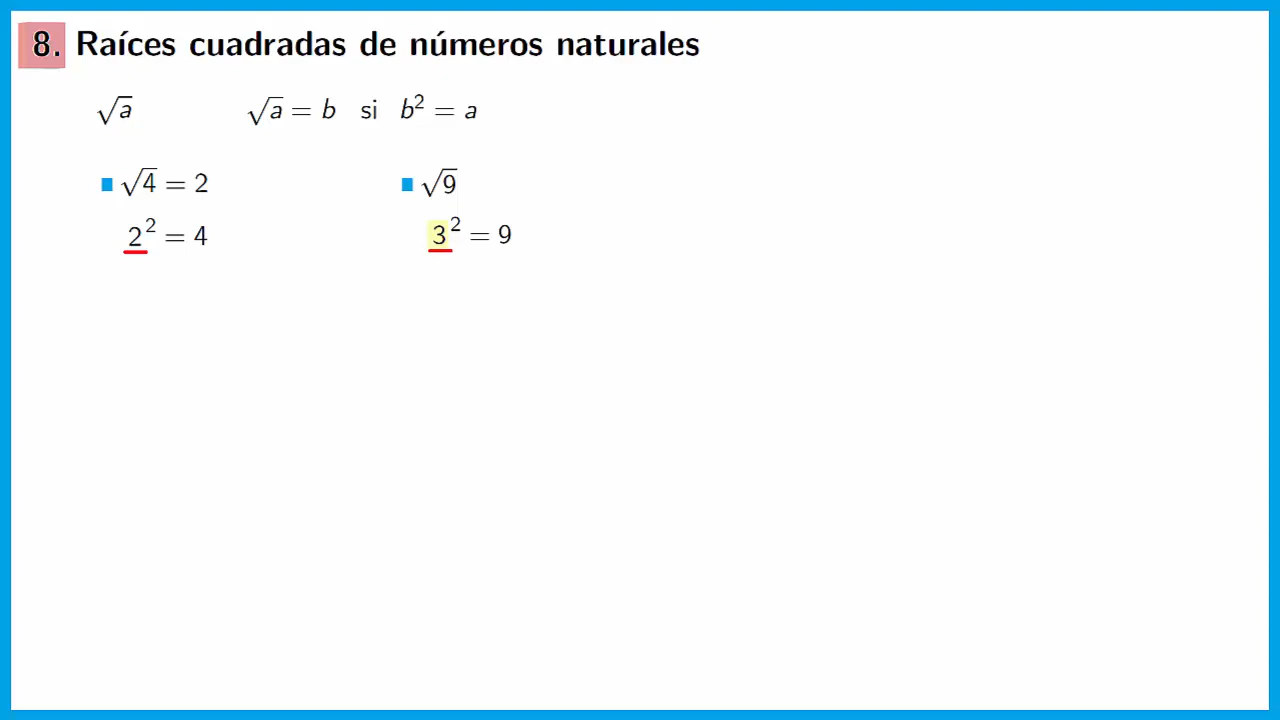 8. Raíces cuadradas de números naturales
√a √a = b si b² = a
√4 = 2 √9
2² = 4 3² = 9